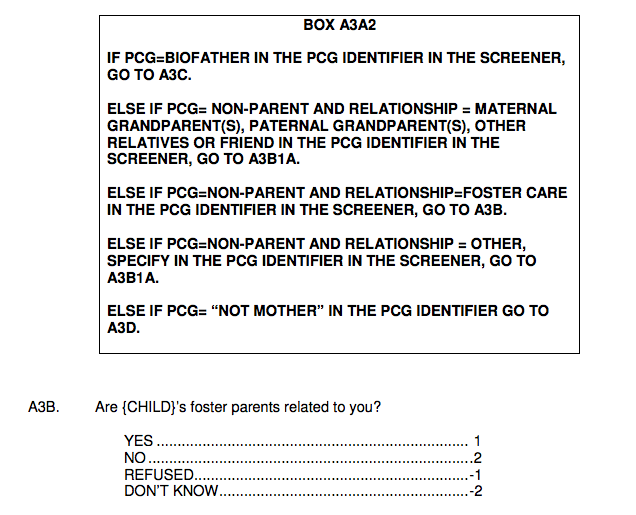 BOX A3A2
IF PCG=BIOFATHER IN THE PCG IDENTIFIER IN THE SCREENER,
GO TO A3C.
ELSE IF PCG= NON-PARENT AND RELATIONSHIP = MATERNAL
GRANDPARENT(S), PATERNAL GRANDPARENT(S), OTHER
RELATIVES OR FRIEND IN THE PCG IDENTIFIER IN THE
SCREENER, GO TO A3B1A.
ELSE IF PCG=NON-PARENT AND RELATIONSHIP=FOSTER CARE
IN THE PCG IDENTIFIER IN THE SCREENER, GO TO A3B.
ELSE IF PCG=NON-PARENT AND RELATIONSHIP = OTHER,
SPECIFY IN THE PCG IDENTIFIER IN THE SCREENER, GO TO
A3B1A.
ELSE IF PCG= “NOT MOTHER” IN THE PCG IDENTIFIER GO TO
A3D.
A3B. Are {CHILD}'s foster parents related to you?
YES ........................................................................... 1
NO .............................................................................2
REFUSED..................................................................-1
DON'T KNOW............................................................-2